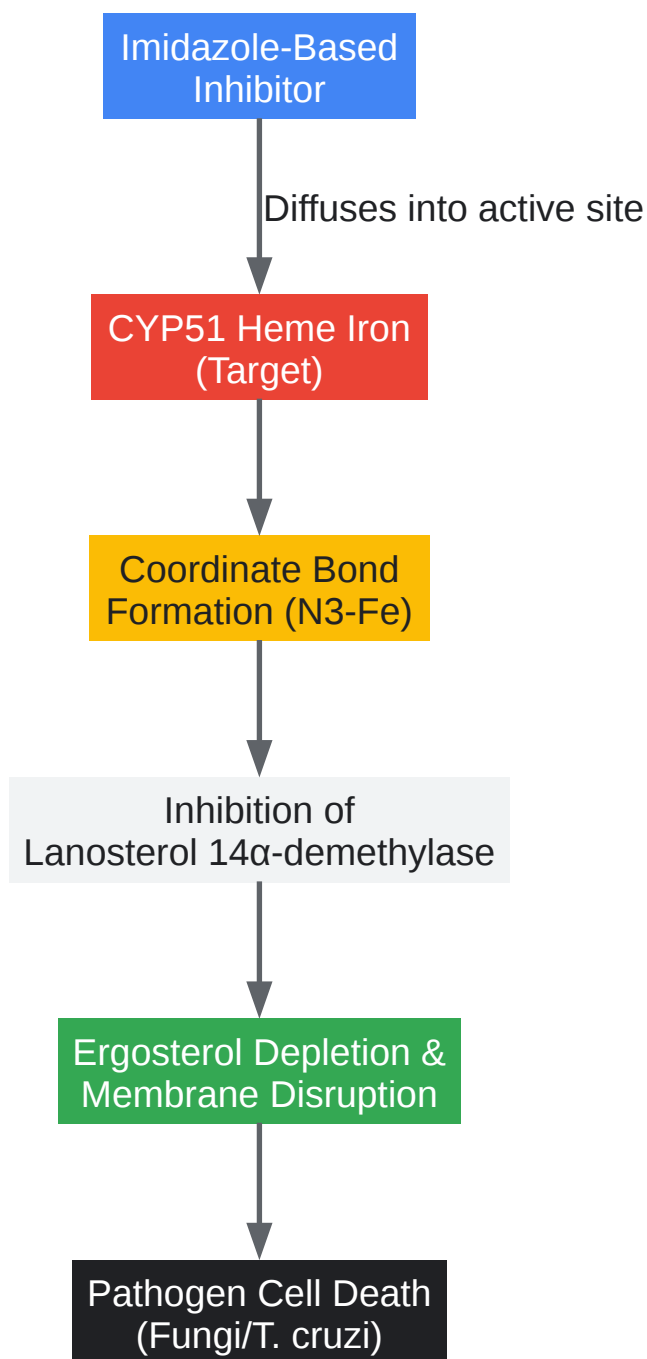 Imidazole-Based
Inhibitor
Diffuses into active site
CYP51 Heme Iron
(Target)
Coordinate Bond
Formation (N3-Fe)
Inhibition of
Lanosterol 14α-demethylase
Ergosterol Depletion &
Membrane Disruption
Pathogen Cell Death
(Fungi/T. cruzi)